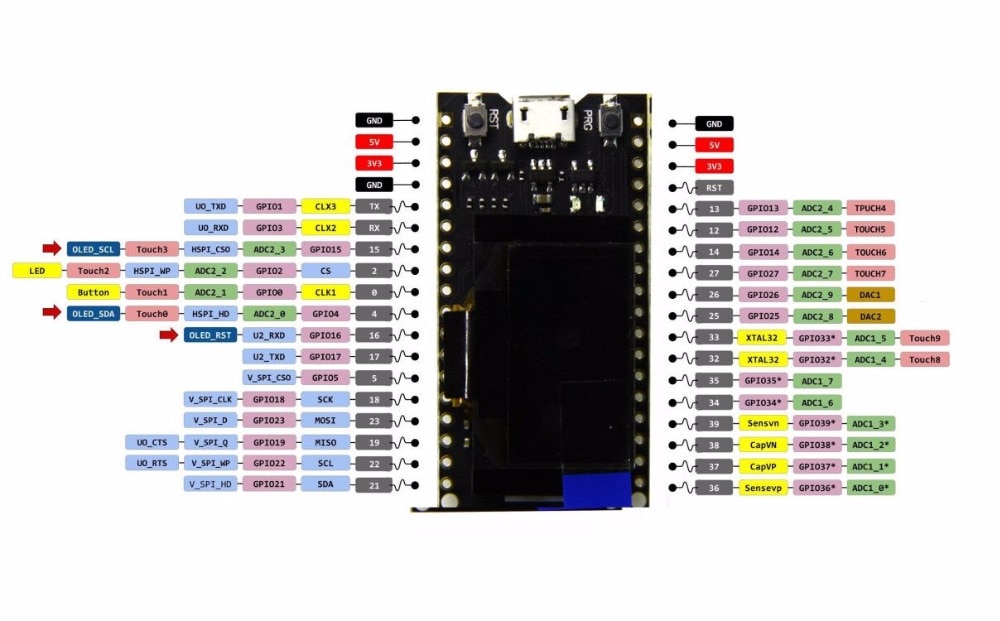 RST PRG
GND
5V
3V3
GND
UO_TXD GPIO1 CLX3 TX
UO_RXD GPIO3 CLX2 RX
OLED_SCL Touch3 HSPI_CSO ADC2_3 GPIO15 15
LED Touch2 HSPI_WP ADC2_2 GPIO2 CS 2
Button Touch1 ADC2_1 GPIO0 CLK1 0
OLED_SDA Touch0 HSPI_HD ADC2_0 GPIO4 4
OLED_RST U2_RXD GPIO16 16
U2_TXD GPIO17 17
V_SPI_CSO GPIO5 5
V_SPI_CLK GPIO18 SCK 18
V_SPI_D GPIO23 MOSI 23
UO_CTS V_SPI_Q GPIO19 MISO 19
UO_RTS V_SPI_WP GPIO22 SCL 22
V_SPI_HD GPIO21 SDA 21
GND
5V
3V3
RST
13 GPIO13 ADC2_4 TPUCH4
12 GPIO12 ADC2_5 TOUCH5
14 GPIO14 ADC2_6 TOUCH6
27 GPIO27 ADC2_7 TOUCH7
26 GPIO26 ADC2_9 DAC1
25 GPIO25 ADC2_8 DAC2
33 XTAL32 GPIO33* ADC1_5 Touch9
32 XTAL32 GPIO32* ADC1_4 Touch8
35 GPIO35* ADC1_7
34 GPIO34* ADC1_6
39 Sensvn GPIO39* ADC1_3*
38 CapVN GPIO38* ADC1_2*
37 CapVP GPIO37* ADC1_1*
36 Sensevp GPIO36* ADC1_0*